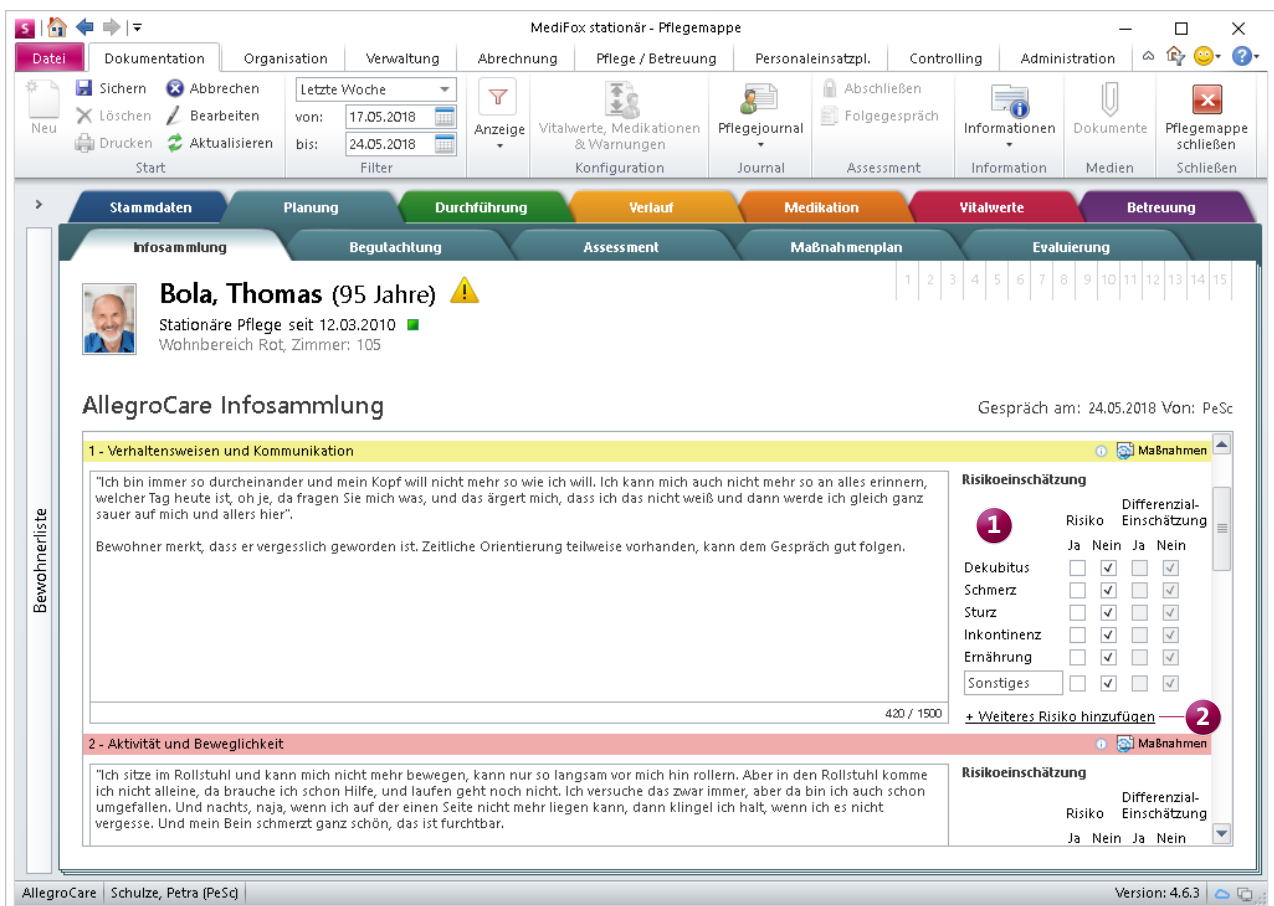 MediFox stationär - Pflegemappe
Datei Dokumentation Organisation Verwaltung Abrechnung Pflege / Betreuung Personaleinsatzpl. Controlling Administration
Neu
Sichern Abbrechen
Löschen Bearbeiten
Drucken Aktualisieren
Start
Letzte Woche
von: 17.05.2018
bis: 24.05.2018
Filter
Anzeige
Vitalwerte, Medikationen
& Warnungen
Konfiguration
Pflegejournal
Journal
Abschließen
Folgegespräch
Assessment
Informationen
Information
Dokumente
Medien
Pflegemappe
schließen
Schließen
Stammdaten Planung Durchführung Verlauf Medikation Vitalwerte Betreuung
Infosammlung Begutachtung Assessment Maßnahmenplan Evaluierung
1 2 3 4 5 6 7 8 9 10 11 12 13 14 15
Bola, Thomas (95 Jahre)
Stationäre Pflege seit 12.03.2010
Wohnbereich Rot, Zimmer: 105
Bewohnerliste
AllegroCare Infosammlung
Gespräch am: 24.05.2018 Von: PeSc
1 - Verhaltensweisen und Kommunikation
Maßnahmen
"Ich bin immer so durcheinander und mein Kopf will nicht mehr so wie ich will. Ich kann mich auch nicht mehr so an alles erinnern,
welcher Tag heute ist, oh je, da fragen Sie mich was, und das ärgert mich, dass ich das nicht weiß und dann werde ich gleich ganz
sauer auf mich und allers hier".
Bewohner merkt, dass er vergesslich geworden ist. Zeitliche Orientierung teilweise vorhanden, kann dem Gespräch gut folgen.
420 / 1500
Risikoeinschätzung
1
Differenzial-
Risiko Einschätzung
Ja Nein Ja Nein
Dekubitus
Schmerz
Sturz
Inkontinenz
Ernährung
Sonstiges
+ Weiteres Risiko hinzufügen
2
2 - Aktivität und Beweglichkeit
Maßnahmen
"Ich sitze im Rollstuhl und kann mich nicht mehr bewegen, kann nur so langsam vor mich hin rollern. Aber in den Rollstuhl komme
ich nicht alleine, da brauche ich schon Hilfe, und laufen geht noch nicht. Ich versuche das zwar immer, aber da bin ich auch schon
umgefallen. Und nachts, naja, wenn ich auf der einen Seite nicht mehr liegen kann, dann klingel ich halt, wenn ich es nicht
vergesse. Und mein Bein schmerzt ganz schön, das ist furchtbar.
Risikoeinschätzung
Differenzial-
Risiko Einschätzung
Ja Nein Ja Nein
AllegroCare Schulze, Petra (PeSc)
Version: 4.6.3